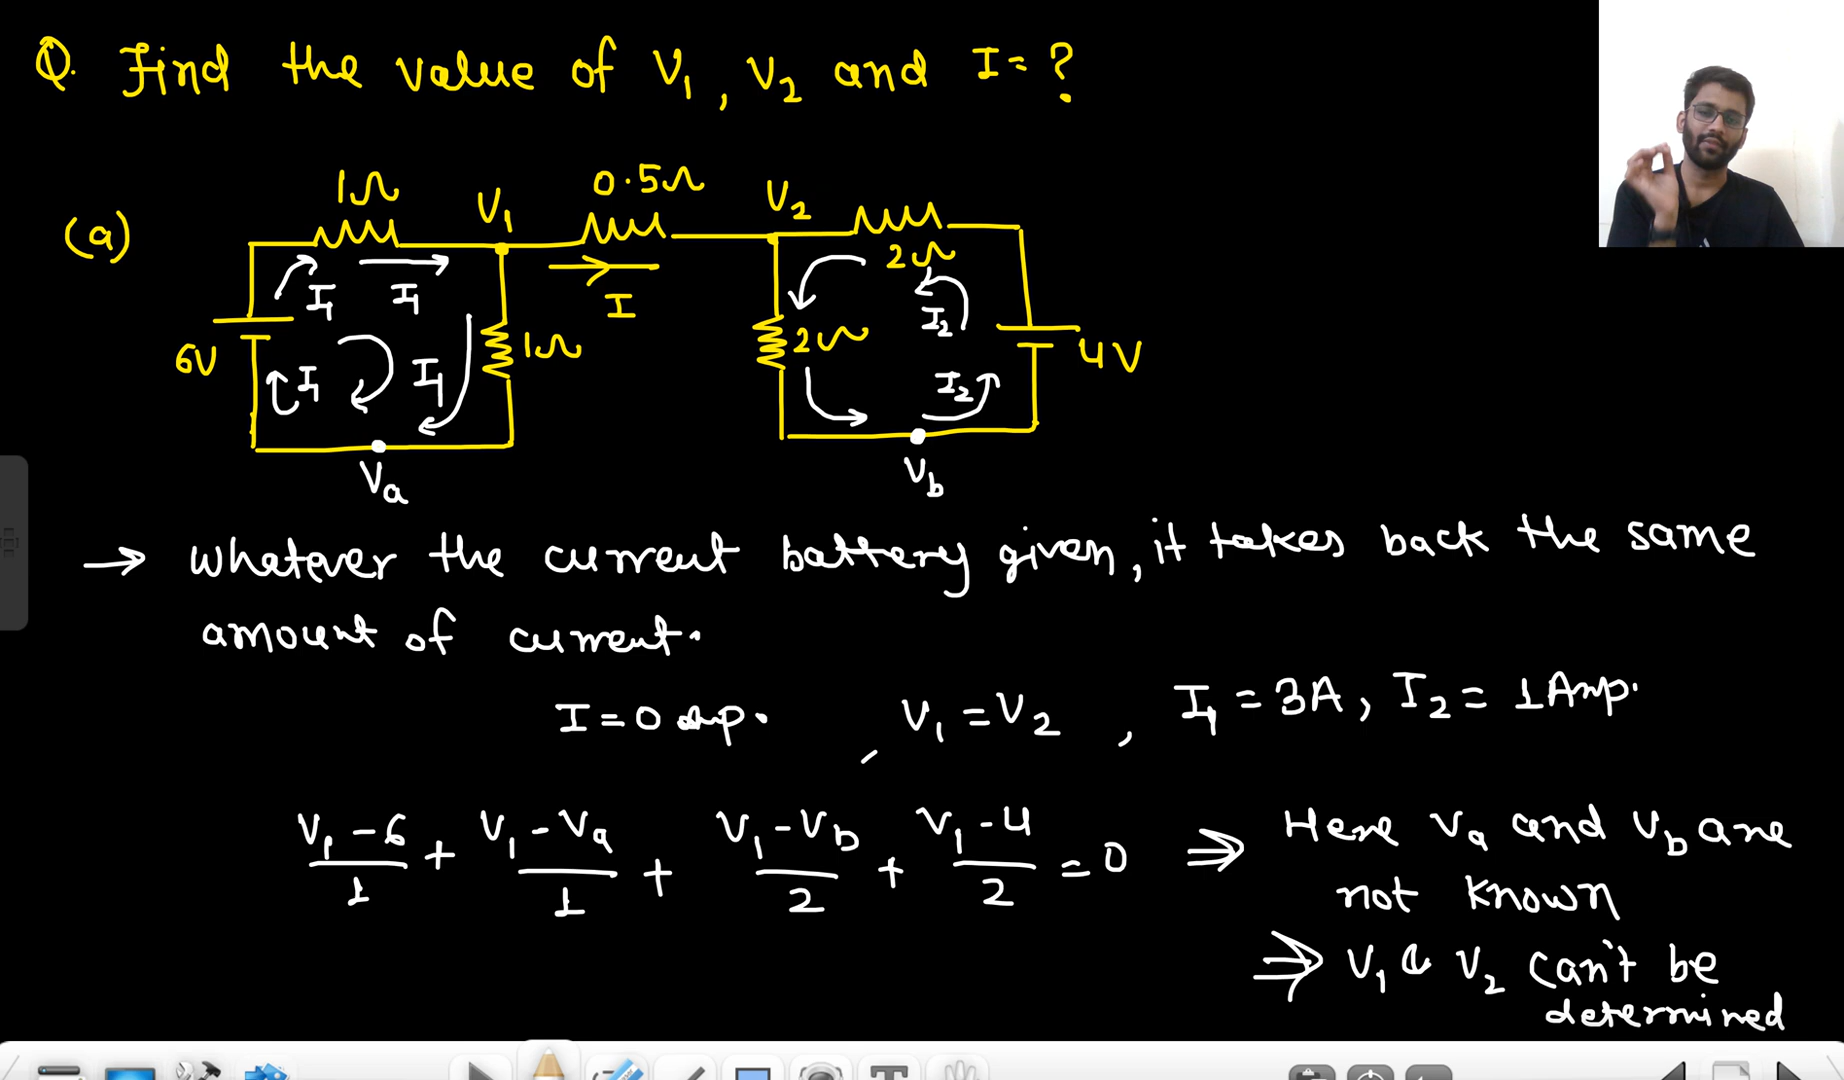 Q. Find the value of V1, V2 and I = ?
(a)
1Ω V1 0.5Ω V2
2Ω
I1 I1 I
I2
6V 1Ω 2Ω 4V
I1 I1 I2
Va Vb
→ whatever the current battery given, it takes back the same
amount of current.
I = 0 amp. , V1 = V2 , I1 = 3A, I2 = 1 Amp.
V1 - 6 / 1 + V1 - Va / 1 + V1 - Vb / 2 + V1 - 4 / 2 = 0 ⇒ Here Va and Vb are
not known
⇒ V1 & V2 can't be
determined